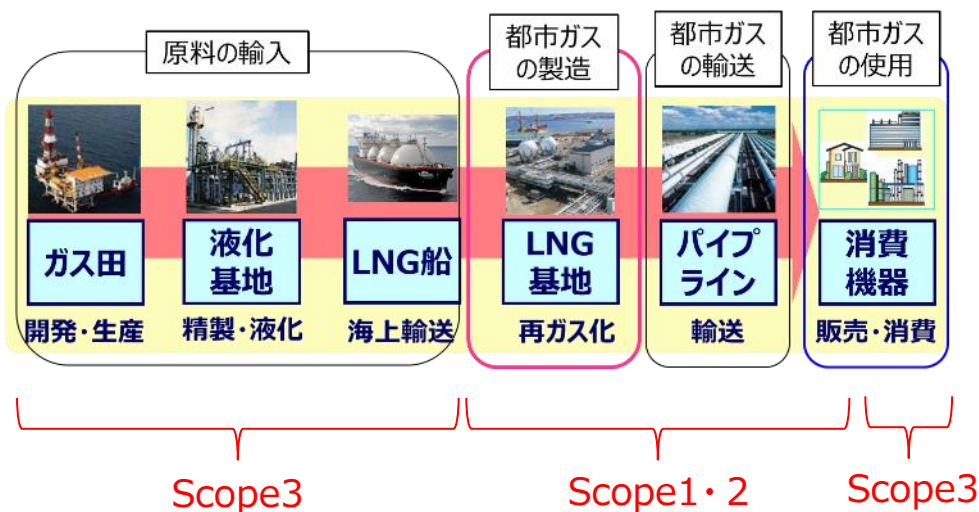 原料の輸入
都市ガス
の製造
都市ガス
の輸送
都市ガス
の使用
ガス田
液化
基地
LNG船
LNG
基地
パイプ
ライン
消費
機器
開発・生産
精製・液化
海上輸送
再ガス化
輸送
販売・消費
Scope3
Scope1・2
Scope3